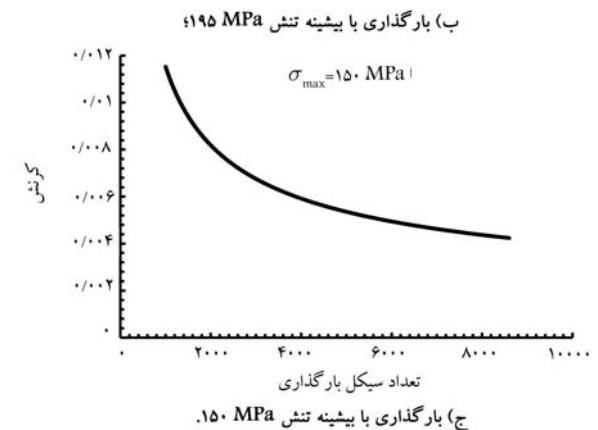 ب) بارگذاری با بیشینه تنش ۱۹۵ MPa؛
۰/۰۱۲
σmax=۱۵۰ MPa
۰/۰۱
۰/۰۰۸
۰/۰۰۶
۰/۰۰۴
۰/۰۰۲
۰
کرنش
۰ ۲۰۰۰ ۴۰۰۰ ۶۰۰۰ ۸۰۰۰ ۱۰۰۰۰
تعداد سیکل بارگذاری
ج) بارگذاری با بیشینه تنش ۱۵۰ MPa.